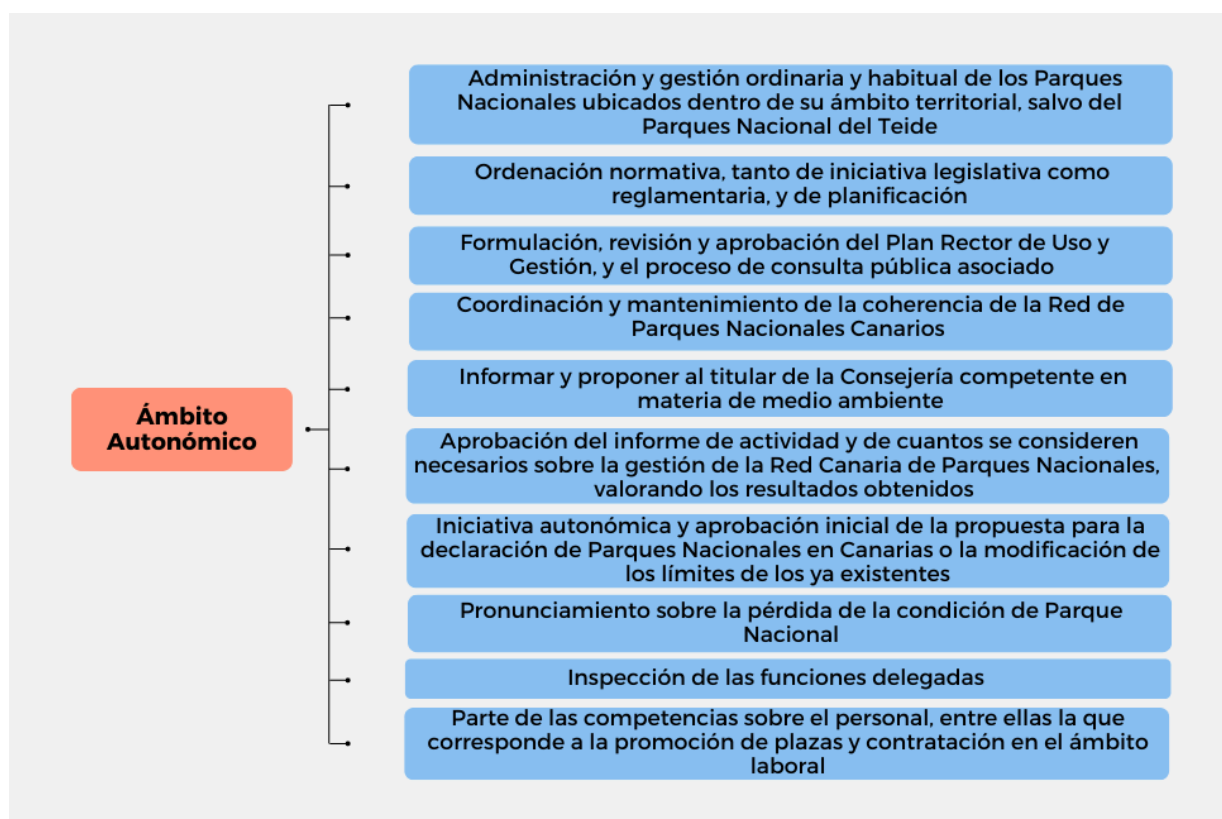 Administración y gestión ordinaria y habitual de los Parques
Nacionales ubicados dentro de su ámbito territorial, salvo del
Parques Nacional del Teide
Ordenación normativa, tanto de iniciativa legislativa como
reglamentaria, y de planificación
Formulación, revisión y aprobación del Plan Rector de Uso y
Gestión, y el proceso de consulta pública asociado
Coordinación y mantenimiento de la coherencia de la Red de
Parques Nacionales Canarios
Informar y proponer al titular de la Consejería competente en
materia de medio ambiente
Ámbito
Autonómico
Aprobación del informe de actividad y de cuantos se consideren
necesarios sobre la gestión de la Red Canaria de Parques Nacionales,
valorando los resultados obtenidos
Iniciativa autonómica y aprobación inicial de la propuesta para la
declaración de Parques Nacionales en Canarias o la modificación de
los límites de los ya existentes
Pronunciamiento sobre la pérdida de la condición de Parque
Nacional
Inspección de las funciones delegadas
Parte de las competencias sobre el personal, entre ellas la que
corresponde a la promoción de plazas y contratación en el ámbito
laboral